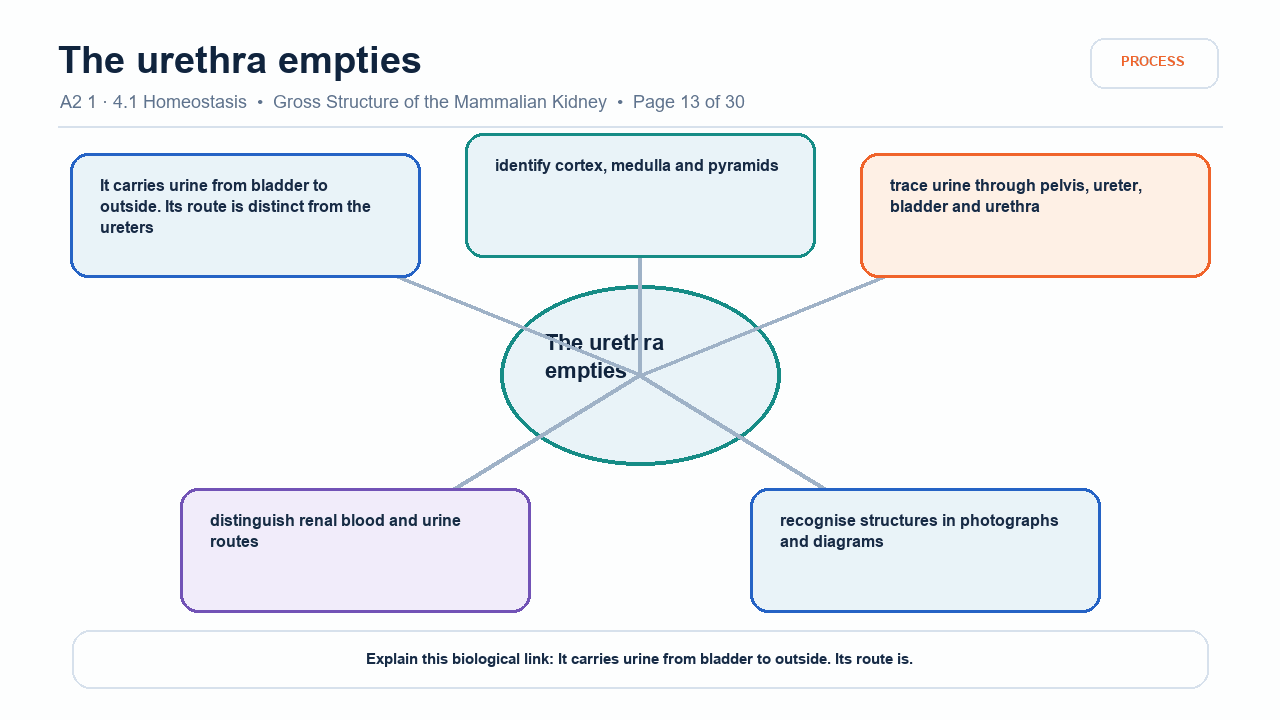 The urethra empties
PROCESS
A2 1 · 4.1 Homeostasis • Gross Structure of the Mammalian Kidney • Page 13 of 30
It carries urine from bladder to
outside. Its route is distinct from the
ureters
identify cortex, medulla and pyramids
trace urine through pelvis, ureter,
bladder and urethra
The urethra
empties
distinguish renal blood and urine
routes
recognise structures in photographs
and diagrams
Explain this biological link: It carries urine from bladder to outside. Its route is.